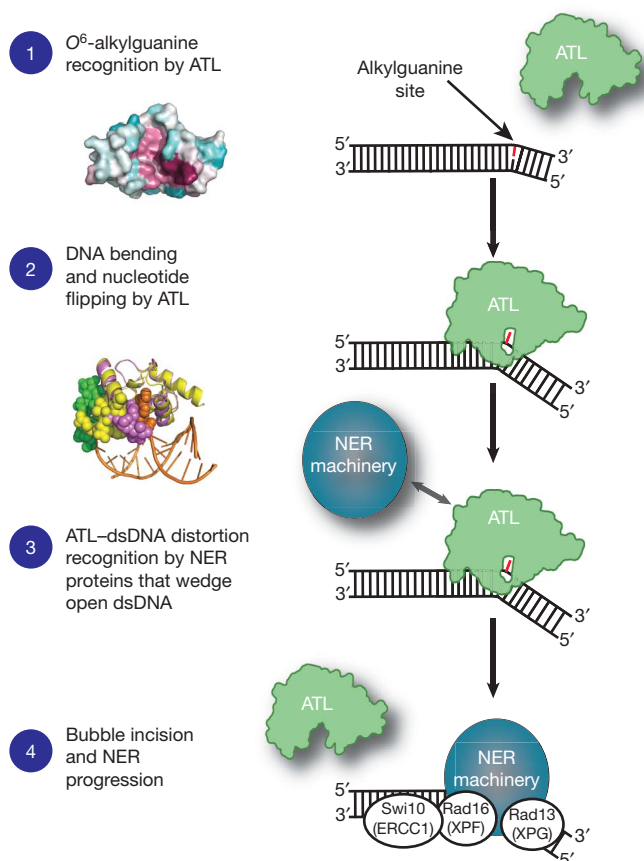 1
O⁶-alkylguanine
recognition by ATL
ATL
Alkylguanine
site
5′
3′
3′
5′
2
DNA bending
and nucleotide
flipping by ATL
ATL
5′
3′
3′
5′
NER
machinery
3
ATL–dsDNA distortion
recognition by NER
proteins that wedge
open dsDNA
ATL
5′
3′
3′
5′
4
Bubble incision
and NER
progression
ATL
NER
machinery
5′
3′
Swi10
(ERCC1)
Rad16
(XPF)
Rad13
(XPG)
3′
5′